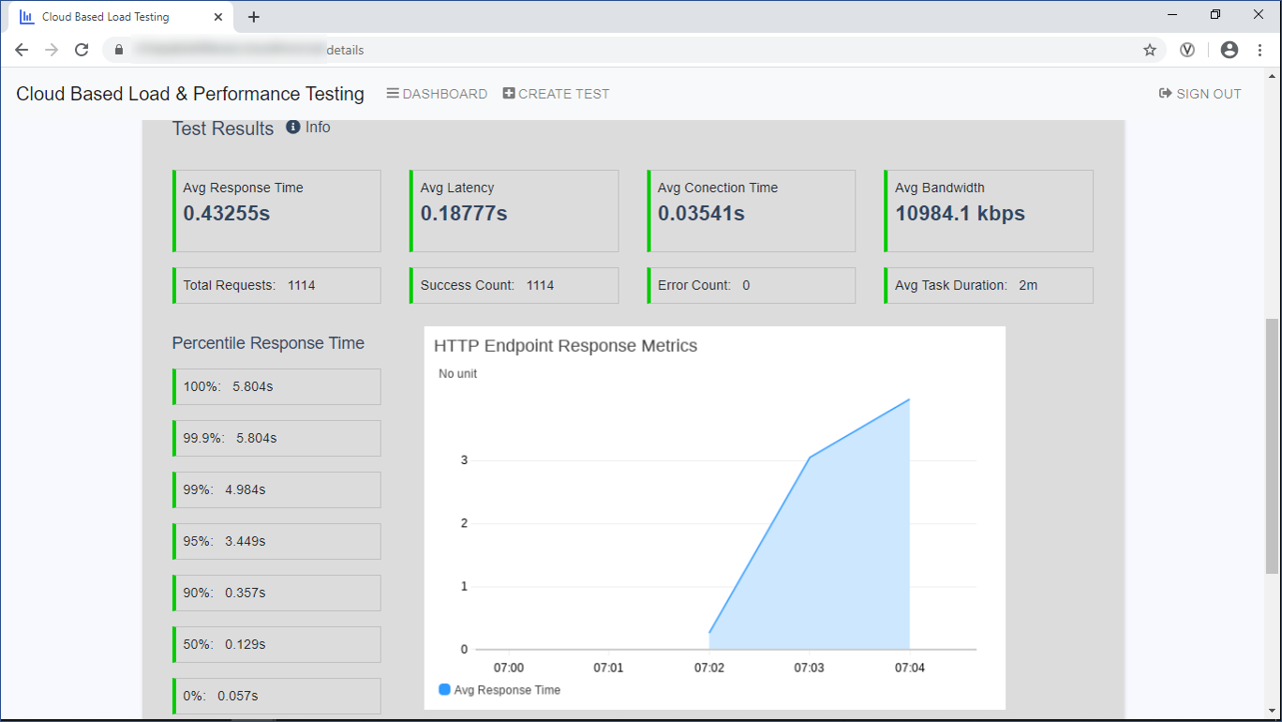 Cloud Based Load Testing
details
Cloud Based Load & Performance Testing DASHBOARD CREATE TEST SIGN OUT
Test Results Info
Avg Response Time
0.43255s
Avg Latency
0.18777s
Avg Conection Time
0.03541s
Avg Bandwidth
10984.1 kbps
Total Requests: 1114
Success Count: 1114
Error Count: 0
Avg Task Duration: 2m
Percentile Response Time
100%: 5.804s
99.9%: 5.804s
99%: 4.984s
95%: 3.449s
90%: 0.357s
50%: 0.129s
0%: 0.057s
HTTP Endpoint Response Metrics
No unit
3
2
1
0
07:00 07:01 07:02 07:03 07:04
Avg Response Time